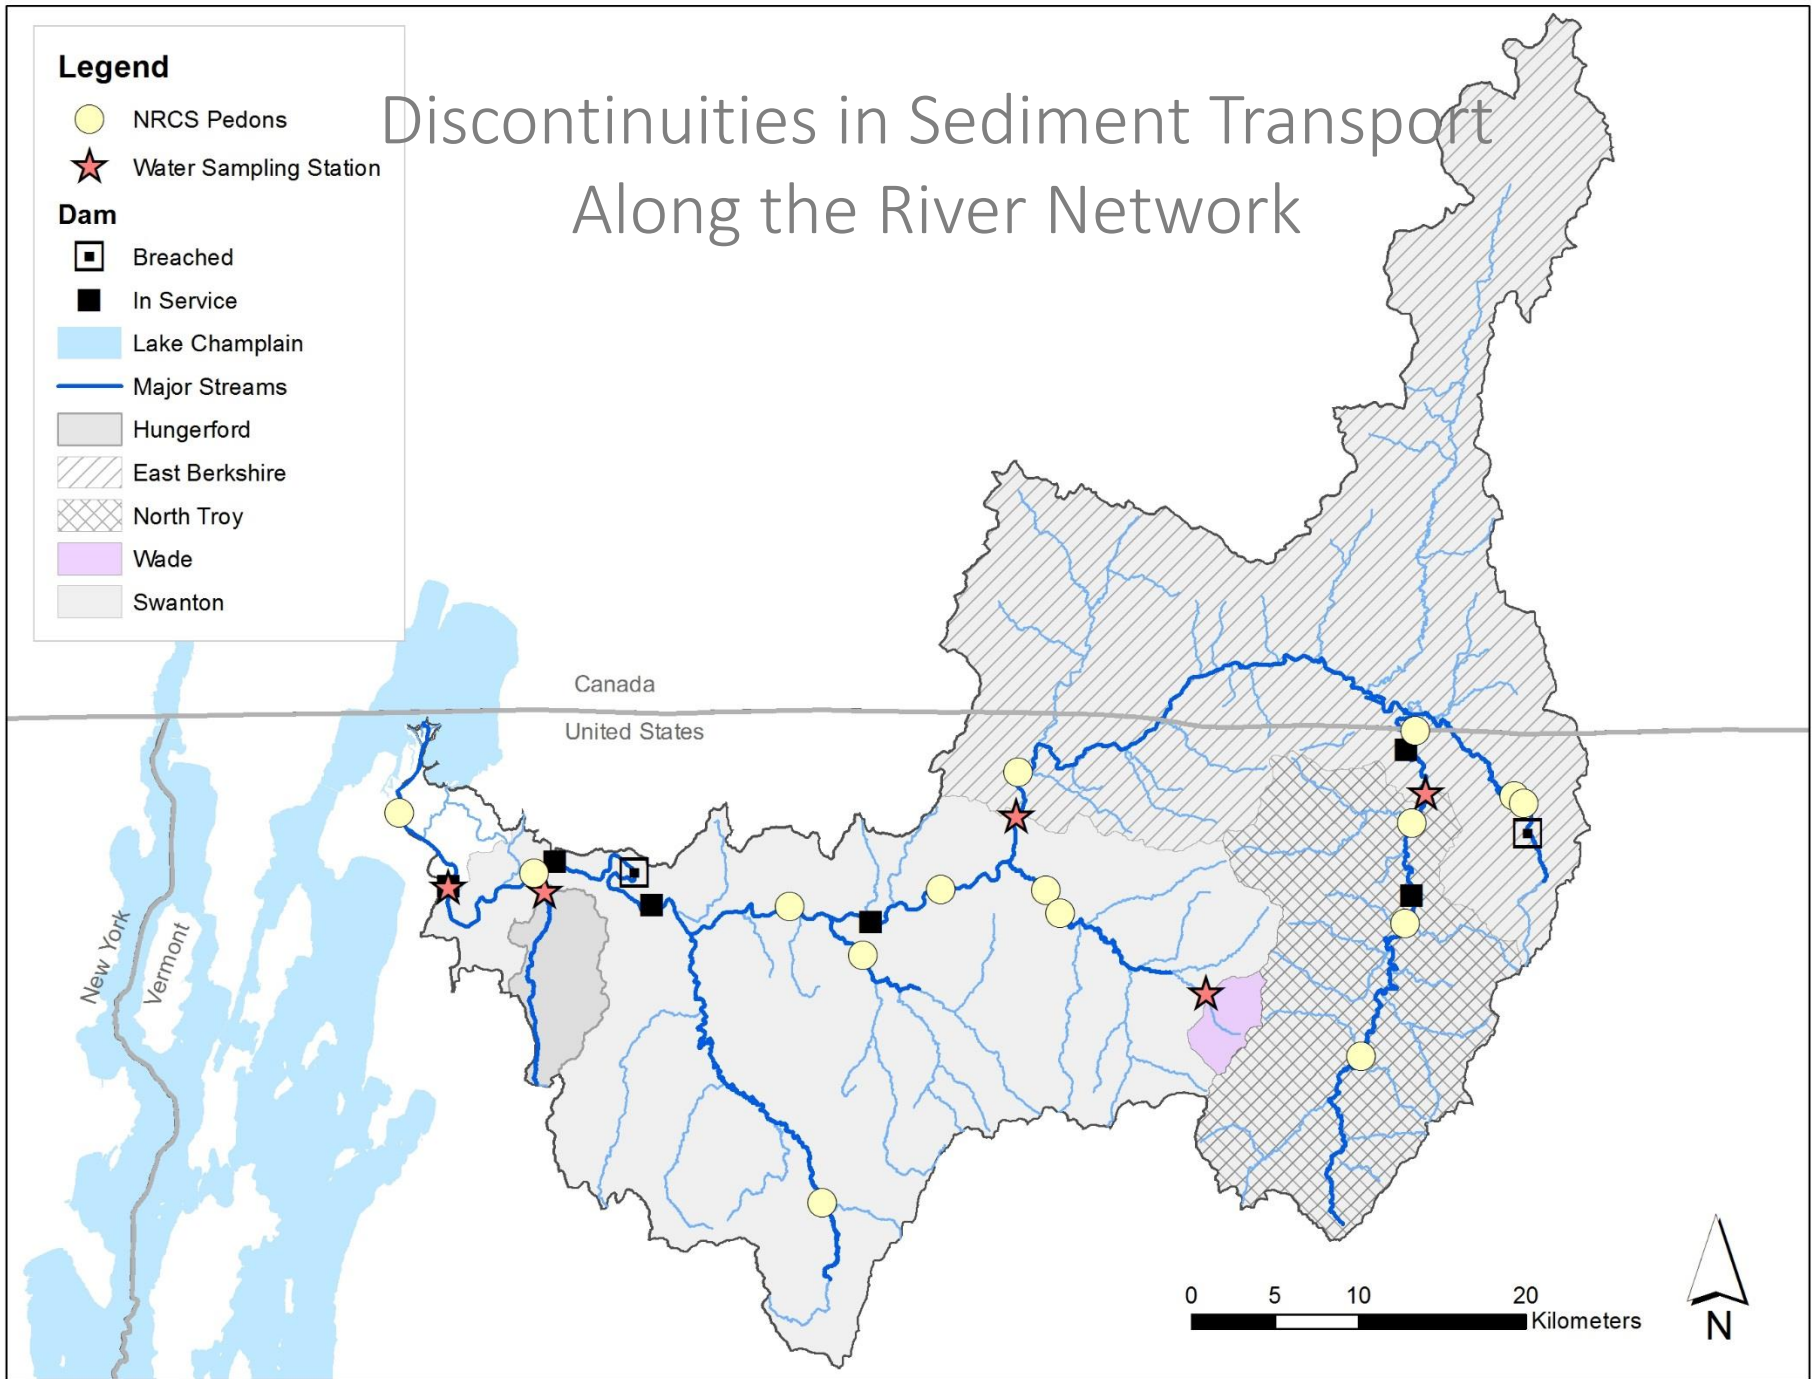 Discontinuities in Sediment Transport
Along the River Network
Legend
NRCS Pedons
Water Sampling Station
Dam
Breached
In Service
Lake Champlain
Major Streams
Hungerford
East Berkshire
North Troy
Wade
Swanton
Canada
United States
New York
Vermont
0 5 10 20
Kilometers
N